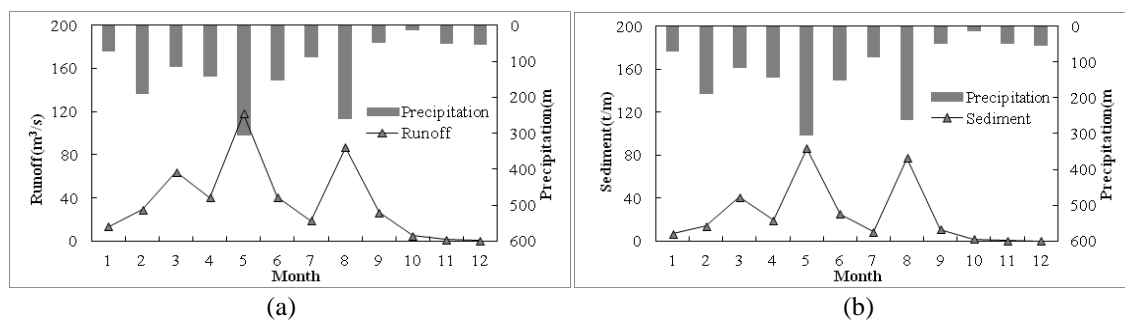 200
160
120
80
40
0
Runoff(m³/s)
0
100
200
300
400
500
600
Precipitation(m
Precipitation
Runoff
1 2 3 4 5 6 7 8 9 10 11 12
Month
(a)
200
160
120
80
40
0
Sediment(t/m)
0
100
200
300
400
500
600
Precipitation(m
Precipitation
Sediment
1 2 3 4 5 6 7 8 9 10 11 12
Month
(b)